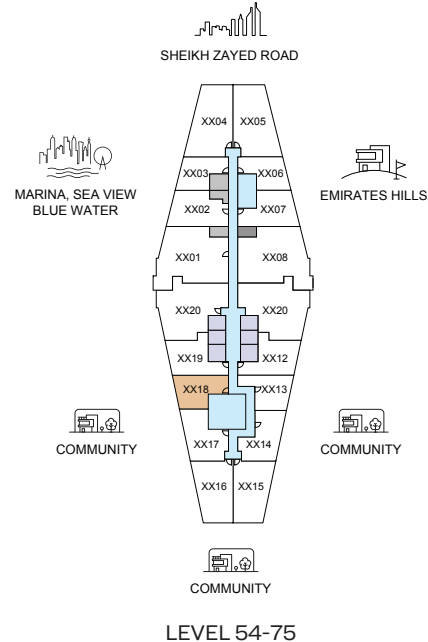 SHEIKH ZAYED ROAD
XX04 XX05
XX03 XX06
MARINA, SEA VIEW
BLUE WATER
EMIRATES HILLS
XX02 XX07
XX01 XX08
XX20 XX20
XX19 XX12
XX18 XX13
COMMUNITY
XX17 XX14
COMMUNITY
XX16 XX15
COMMUNITY
LEVEL 54-75